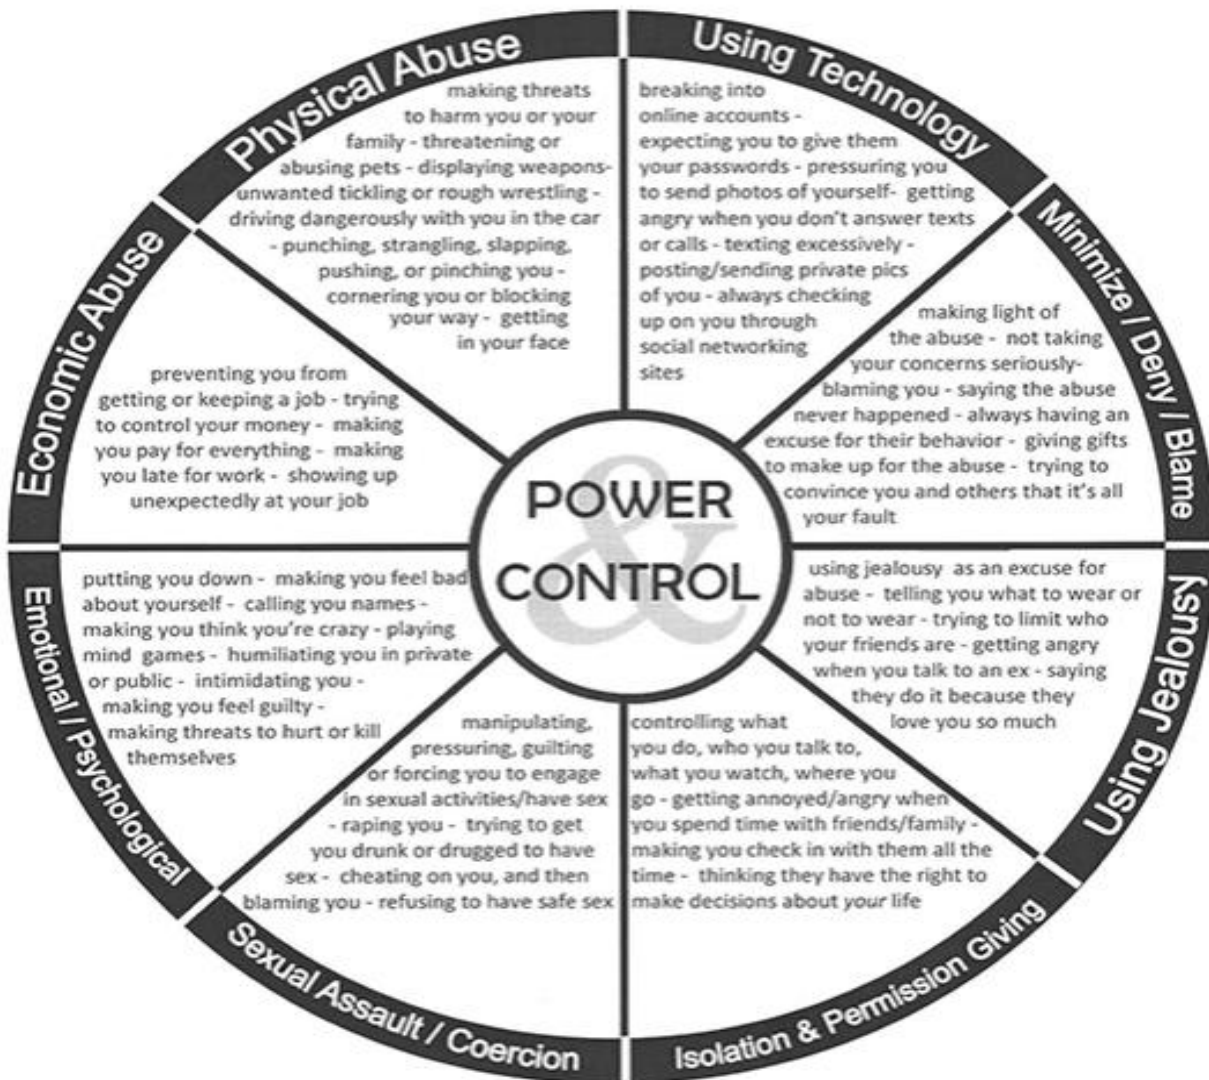 Physical Abuse
making threats
to harm you or your
family - threatening or
abusing pets - displaying weapons-
unwanted tickling or rough wrestling -
driving dangerously with you in the car
- punching, strangling, slapping,
pushing, or pinching you -
cornering you or blocking
your way - getting
in your face
Using Technology
breaking into
online accounts -
expecting you to give them
your passwords - pressuring you
to send photos of yourself- getting
angry when you don't answer texts
or calls - texting excessively -
posting/sending private pics
of you - always checking
up on you through
social networking
sites
Minimize / Deny / Blame
making light of
the abuse - not taking
your concerns seriously-
blaming you - saying the abuse
never happened - always having an
excuse for their behavior - giving gifts
to make up for the abuse - trying to
convince you and others that it's all
your fault
Using Jealousy
using jealousy as an excuse for
abuse - telling you what to wear or
not to wear - trying to limit who
your friends are - getting angry
when you talk to an ex - saying
they do it because they
love you so much
Isolation & Permission Giving
controlling what
you do, who you talk to,
what you watch, where you
go - getting annoyed/angry when
you spend time with friends/family -
making you check in with them all the
time - thinking they have the right to
make decisions about your life
Sexual Assault / Coercion
manipulating,
pressuring, guilting
or forcing you to engage
in sexual activities/have sex
- raping you - trying to get
you drunk or drugged to have
sex - cheating on you, and then
blaming you - refusing to have safe sex
Emotional / Psychological
putting you down - making you feel bad
about yourself - calling you names -
making you think you're crazy - playing
mind games - humiliating you in private
or public - intimidating you -
making you feel guilty -
making threats to hurt or kill
themselves
Economic Abuse
preventing you from
getting or keeping a job - trying
to control your money - making
you pay for everything - making
you late for work - showing up
unexpectedly at your job
POWER
&
CONTROL